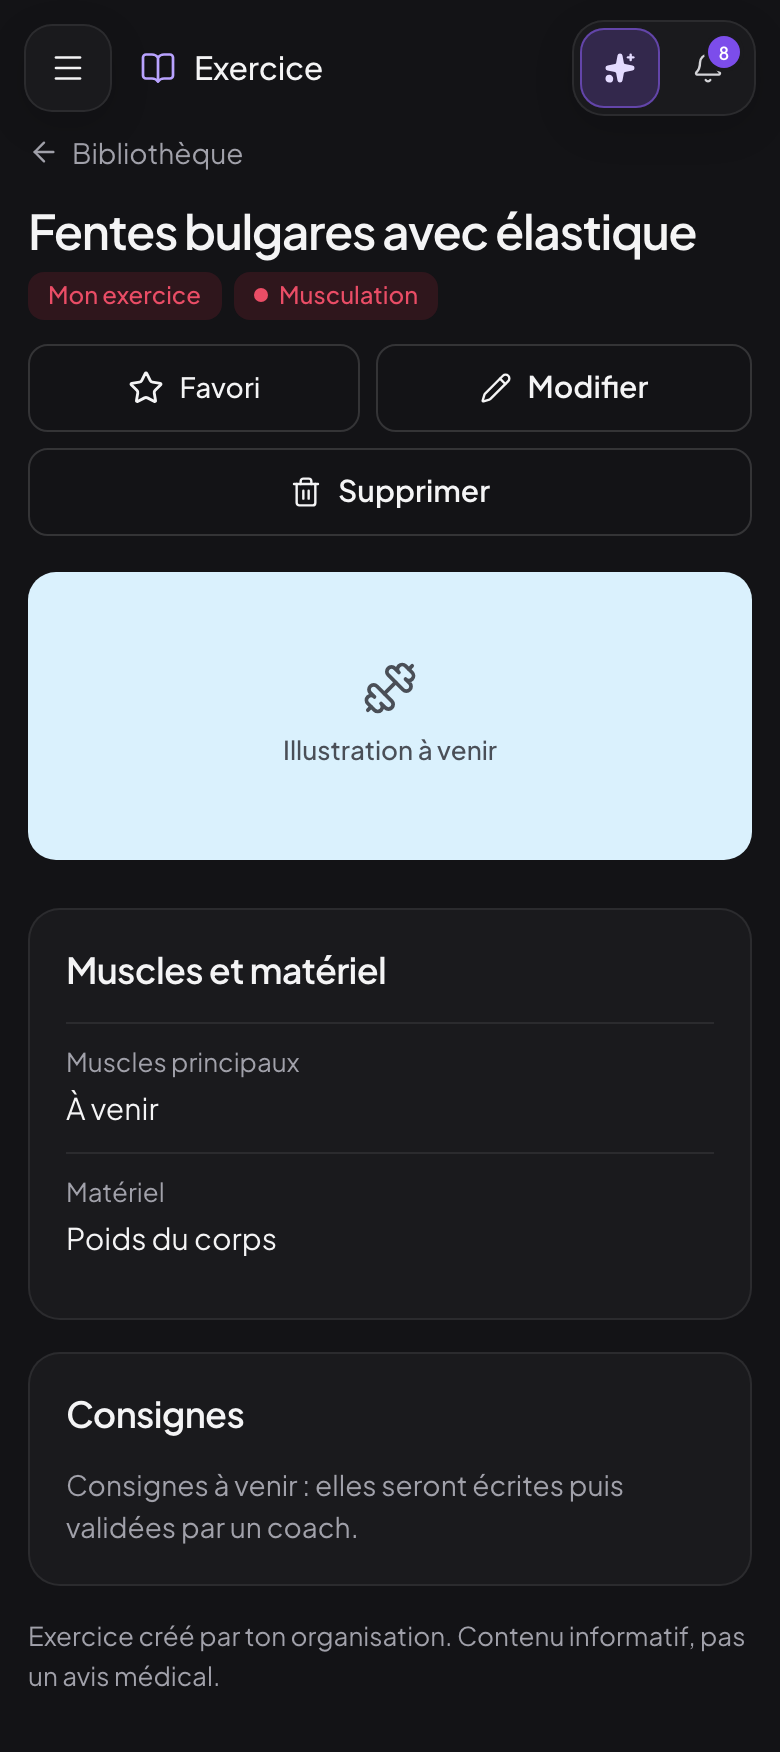 Exercice
8
Bibliothèque
Fentes bulgares avec élastique
Mon exercice
Musculation
Favori
Modifier
Supprimer
Illustration à venir
Muscles et matériel
Muscles principaux
À venir
Matériel
Poids du corps
Consignes
Consignes à venir : elles seront écrites puis
validées par un coach.
Exercice créé par ton organisation. Contenu informatif, pas
un avis médical.